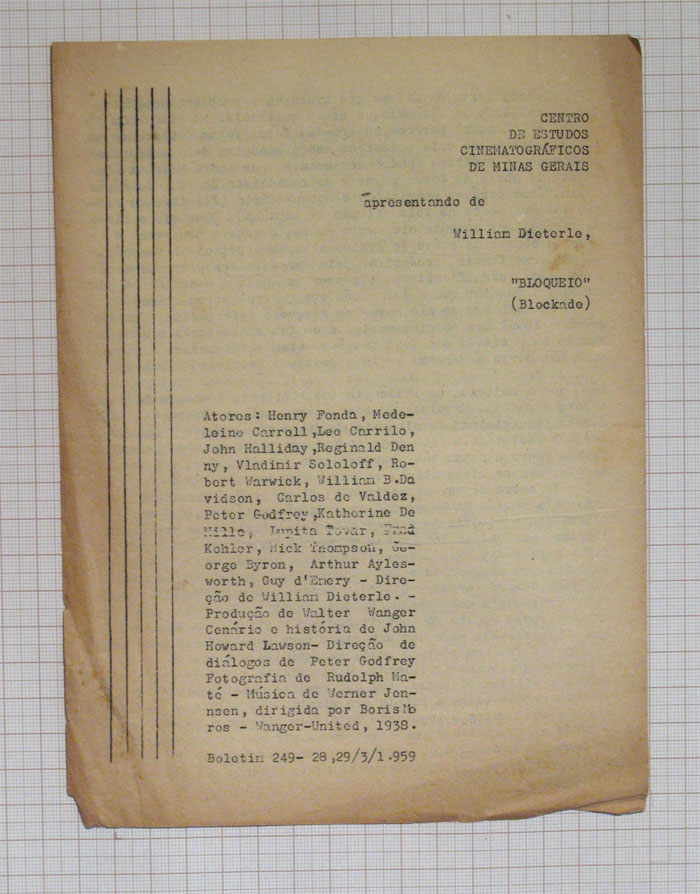 CENTRO
DE ESTUDOS
CINEMATOGRÁFICOS
DE MINAS GERAIS
apresentando de
William Dieterle,
"BLOQUEIO"
(Blockade)
Atores: Henry Fonda, Mede-
leine Carroll,Leo Carrilo,
John Halliday,Reginald Den
ny, Vladimir Sololoff, Ro-
bert Warwick, William B.Da
vidson, Carlos de Valdez,
Peter Godfrey,Katherine De
Mille, Lupita Tovar, Fred
Kohler, Nick Thompson, Ge-
orge Byron, Arthur Ayles-
worth, Guy d'Emery - Dire-
ção de William Dieterle. -
Produção de Walter Wanger
Cenário e história de John
Howard Lawson- Direção de
diálogos de Peter Godfrey
Fotografia de Rudolph Ma-
té - Música de Werner Jen-
nsen, dirigida por Boris Mo
ros - Wanger-United, 1938.
Boletim 249- 28,29/3/1.959